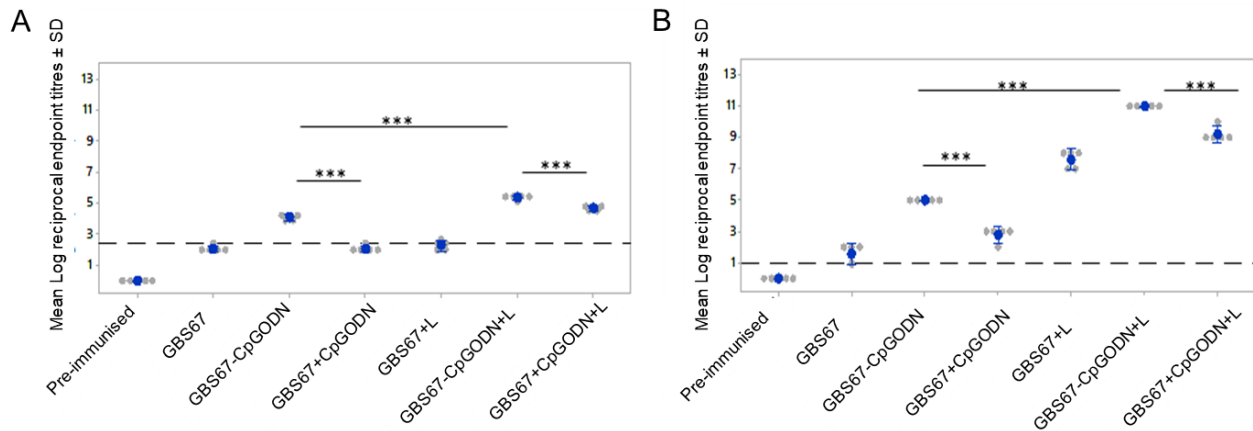 A
Mean Log reciprocal endpoint titres ± SD
13
11
9
7
5
3
1
***
***
***
Pre-immunised
GBS67
GBS67-CpGODN
GBS67+CpGODN
GBS67+L
GBS67-CpGODN+L
GBS67+CpGODN+L
B
Mean Log reciprocal endpoint titres ± SD
13
11
9
7
5
3
1
***
***
***
Pre-immunised
GBS67
GBS67-CpGODN
GBS67+CpGODN
GBS67+L
GBS67-CpGODN+L
GBS67+CpGODN+L